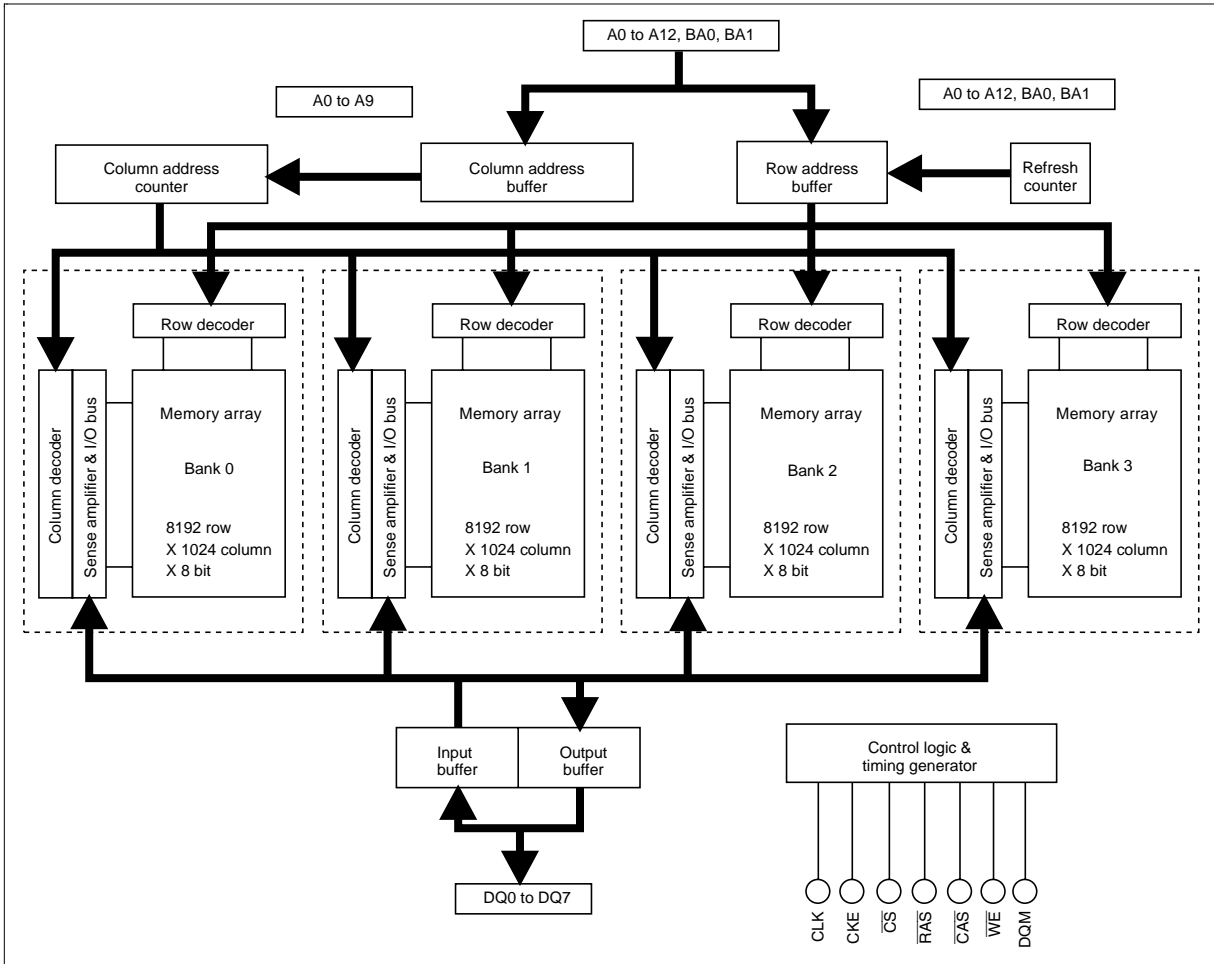 A0 to A12, BA0, BA1
A0 to A9
A0 to A12, BA0, BA1
Column address
counter
Column address
buffer
Row address
buffer
Refresh
counter
Row decoder
Row decoder
Row decoder
Row decoder
Column decoder
Sense amplifier & I/O bus
Memory array
Bank 0
8192 row
X 1024 column
X 8 bit
Column decoder
Sense amplifier & I/O bus
Memory array
Bank 1
8192 row
X 1024 column
X 8 bit
Column decoder
Sense amplifier & I/O bus
Memory array
Bank 2
8192 row
X 1024 column
X 8 bit
Column decoder
Sense amplifier & I/O bus
Memory array
Bank 3
8192 row
X 1024 column
X 8 bit
Input
buffer
Output
buffer
DQ0 to DQ7
Control logic &
timing generator
CLK
CKE
C̅S̅
R̅A̅S̅
C̅A̅S̅
W̅E̅
DQM